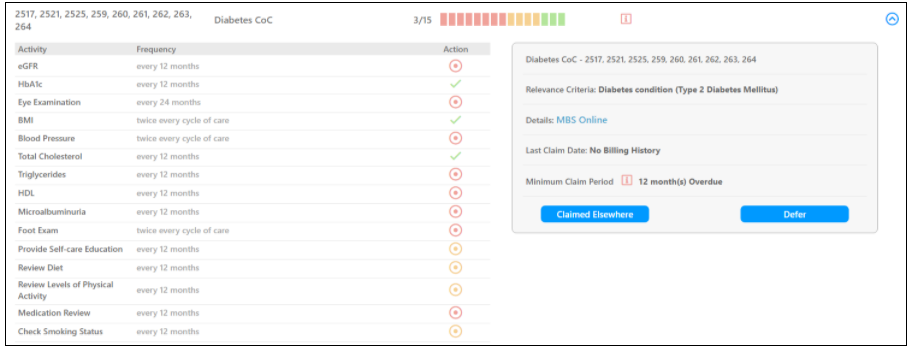 2517, 2521, 2525, 259, 260, 261, 262, 263,
264
Diabetes CoC
3/15
Activity Frequency Action
eGFR every 12 months
HbA1c every 12 months
Eye Examination every 24 months
BMI twice every cycle of care
Blood Pressure twice every cycle of care
Total Cholesterol every 12 months
Triglycerides every 12 months
HDL every 12 months
Microalbuminuria every 12 months
Foot Exam twice every cycle of care
Provide Self-care Education every 12 months
Review Diet every 12 months
Review Levels of Physical
Activity
every 12 months
Medication Review every 12 months
Check Smoking Status every 12 months
Diabetes CoC - 2517, 2521, 2525, 259, 260, 261, 262, 263, 264
Relevance Criteria: Diabetes condition (Type 2 Diabetes Mellitus)
Details: MBS Online
Last Claim Date: No Billing History
Minimum Claim Period 12 month(s) Overdue
Claimed Elsewhere Defer